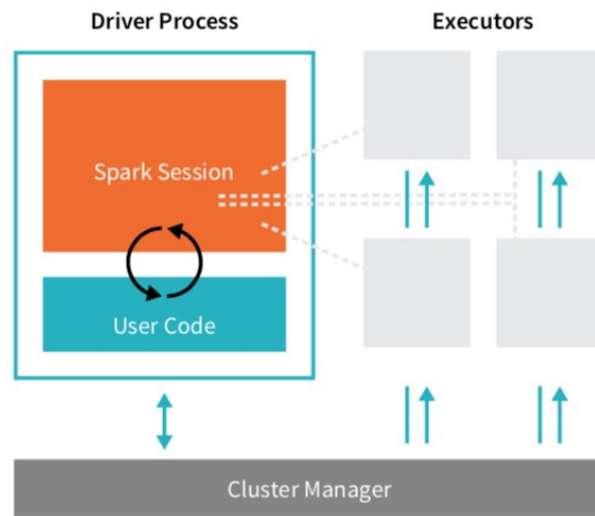 Driver Process
Executors
Spark Session
User Code
Cluster Manager